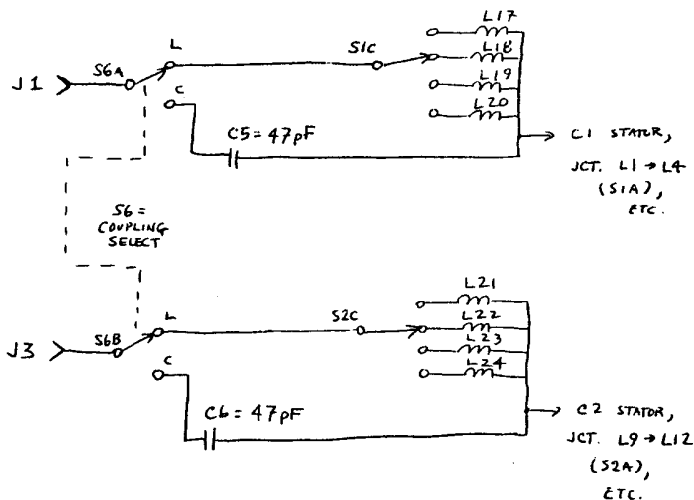 L17
L
S1C
L18
S6A
J1
L19
C
L20
C5 = 47pF
C1 STATOR,
JCT. L1 → L4
(S1A),
ETC.
S6 =
COUPLING
SELECT
L21
L
S2C
L22
S6B
L23
J3
C
L24
C6 = 47pF
C2 STATOR,
JCT. L9 → L12
(S2A),
ETC.